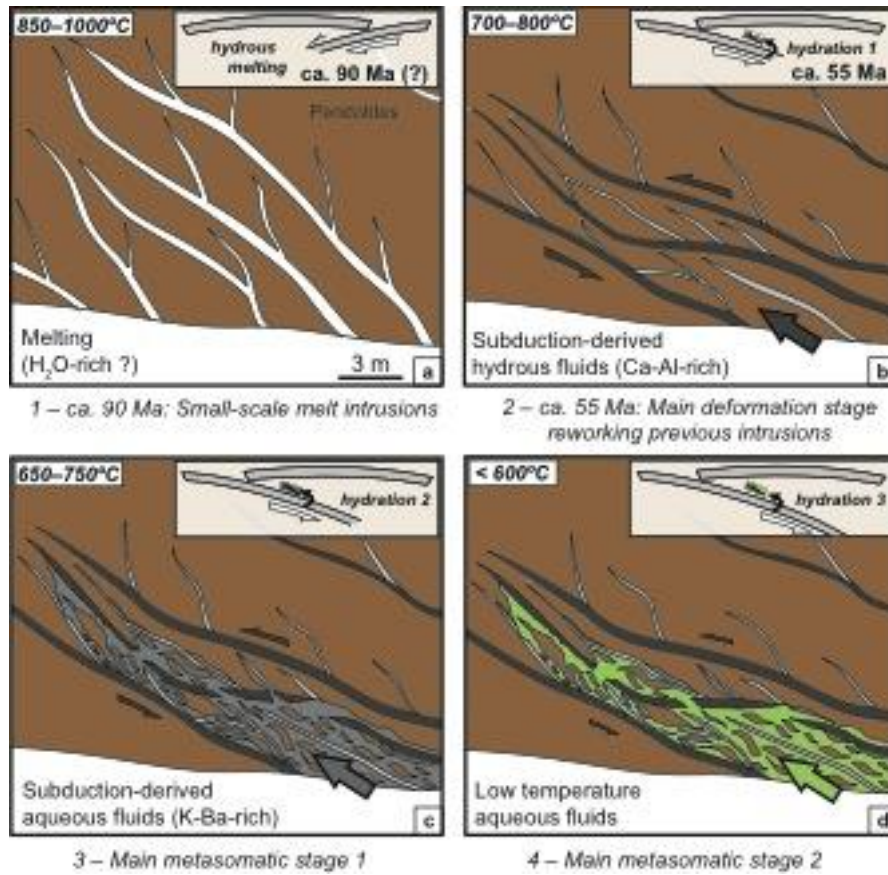 850–1000°C
hydrous
melting
ca. 90 Ma (?)
Peridotites
Melting
(H₂O-rich ?)
3 m
a
1 – ca. 90 Ma: Small-scale melt intrusions
700–800°C
hydration 1
ca. 55 Ma
Subduction-derived
hydrous fluids (Ca-Al-rich)
b
2 – ca. 55 Ma: Main deformation stage
reworking previous intrusions
650–750°C
hydration 2
Subduction-derived
aqueous fluids (K-Ba-rich)
c
3 – Main metasomatic stage 1
< 600°C
hydration 3
Low temperature
aqueous fluids
d
4 – Main metasomatic stage 2